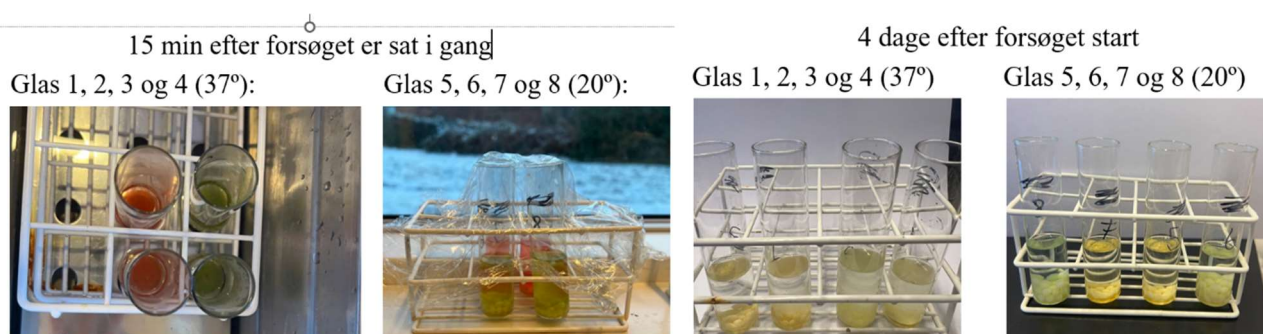 15 min efter forsøget er sat i gang
Glas 1, 2, 3 og 4 (37º):
Glas 5, 6, 7 og 8 (20º):
4 dage efter forsøget start
Glas 1, 2, 3 og 4 (37º)
Glas 5, 6, 7 og 8 (20º)